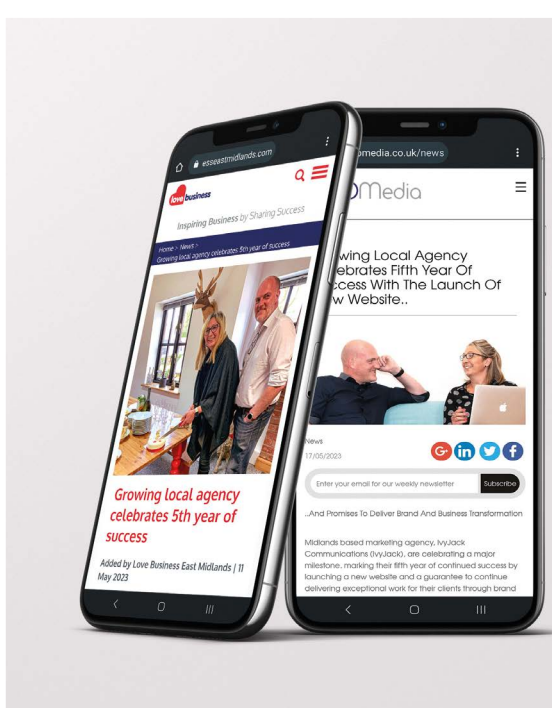 esseastmidlands.com
love business
Inspiring Business by Sharing Success
Home > News >
Growing local agency celebrates 5th year of success
Growing local agency
celebrates 5th year of
success
Added by Love Business East Midlands | 11
May 2023
omedia.co.uk/news
Media
wing Local Agency
ebrates Fifth Year Of
ccess With The Launch Of
w Website..
News
17/05/2023
G+ in f
Enter your email for our weekly newsletter
Subscribe
..And Promises To Deliver Brand And Business Transformation
Midlands based marketing agency, IvyJack
Communications (IvyJack), are celebrating a major
milestone, marking their fifth year of continued success by
launching a new website and a guarantee to continue
delivering exceptional work for their clients through brand